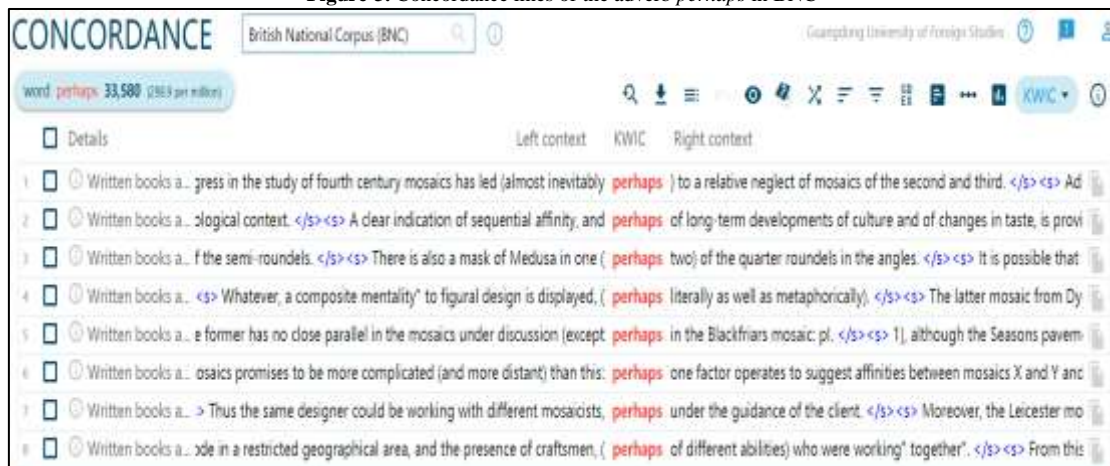 CONCORDANCE British National Corpus (BNC) Guangdong University of Foreign Studies
word perhaps 33,580 KWIC
Details Left context KWIC Right context
1 Written books a... gress in the study of fourth century mosaics has led (almost inevitably perhaps ) to a relative neglect of mosaics of the second and third. </s><s> Ad
2 Written books a... ological context. </s><s> A clear indication of sequential affinity, and perhaps of long-term developments of culture and of changes in taste, is provi
3 Written books a... f the semi-roundels. </s><s> There is also a mask of Medusa in one ( perhaps two) of the quarter roundels in the angles. </s><s> It is possible that
4 Written books a... <s> Whatever, a composite mentality" to figural design is displayed, ( perhaps literally as well as metaphorically). </s><s> The latter mosaic from Dy
5 Written books a... e former has no close parallel in the mosaics under discussion (except perhaps in the Blackfriars mosaic pl. </s><s> 1), although the Seasons pavem
6 Written books a... osaics promises to be more complicated (and more distant) than this: perhaps one factor operates to suggest affinities between mosaics X and Y and
7 Written books a... > Thus the same designer could be working with different mosaicists, perhaps under the guidance of the client. </s><s> Moreover, the Leicester mo
8 Written books a... ode in a restricted geographical area, and the presence of craftsmen, ( perhaps of different abilities) who were working" together". </s><s> From this